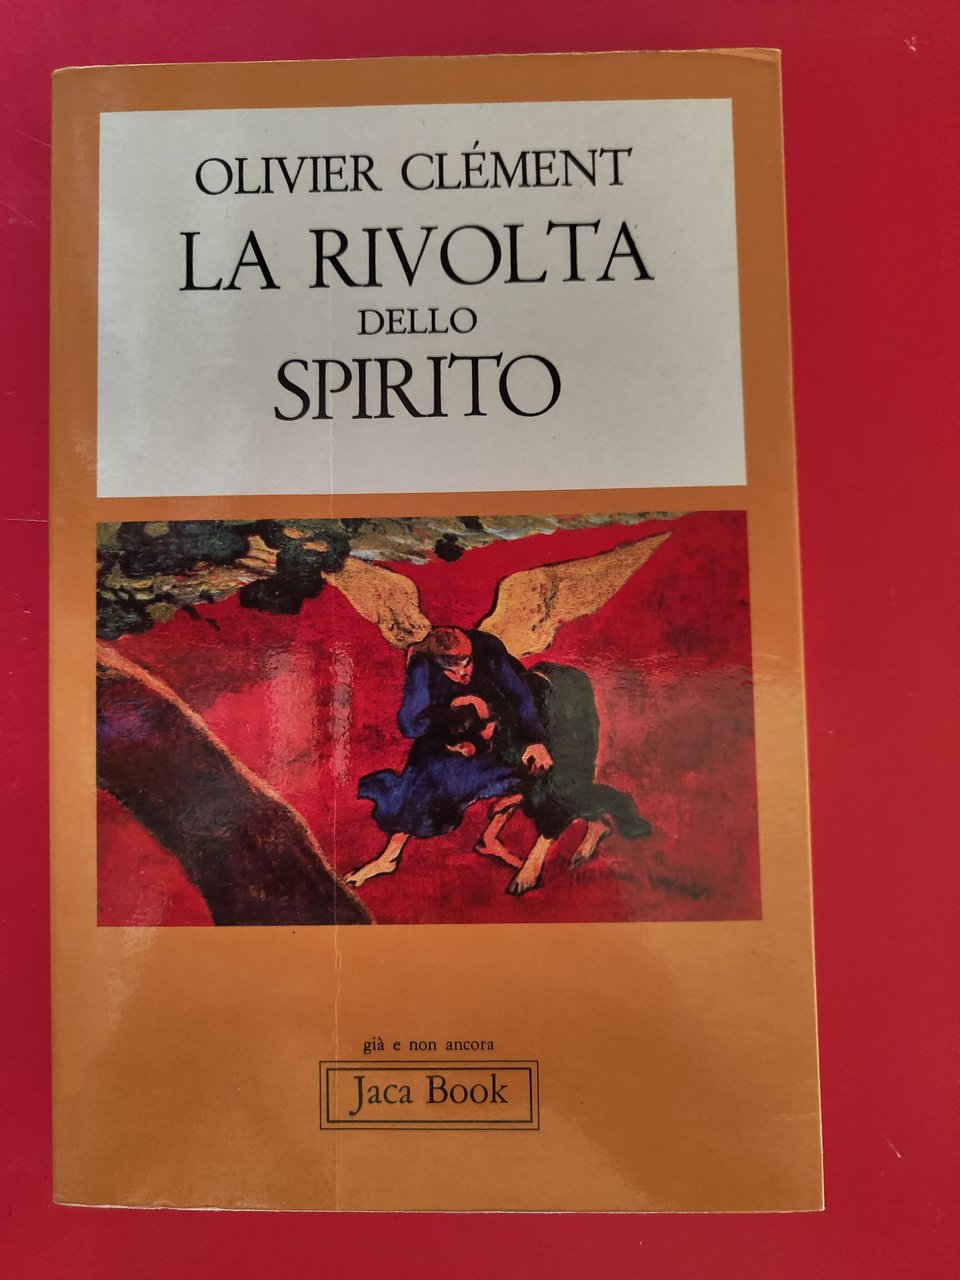 OLIVIER CLÉMENT
LA RIVOLTA
DELLO
SPIRITO
già e non ancora
Jaca Book